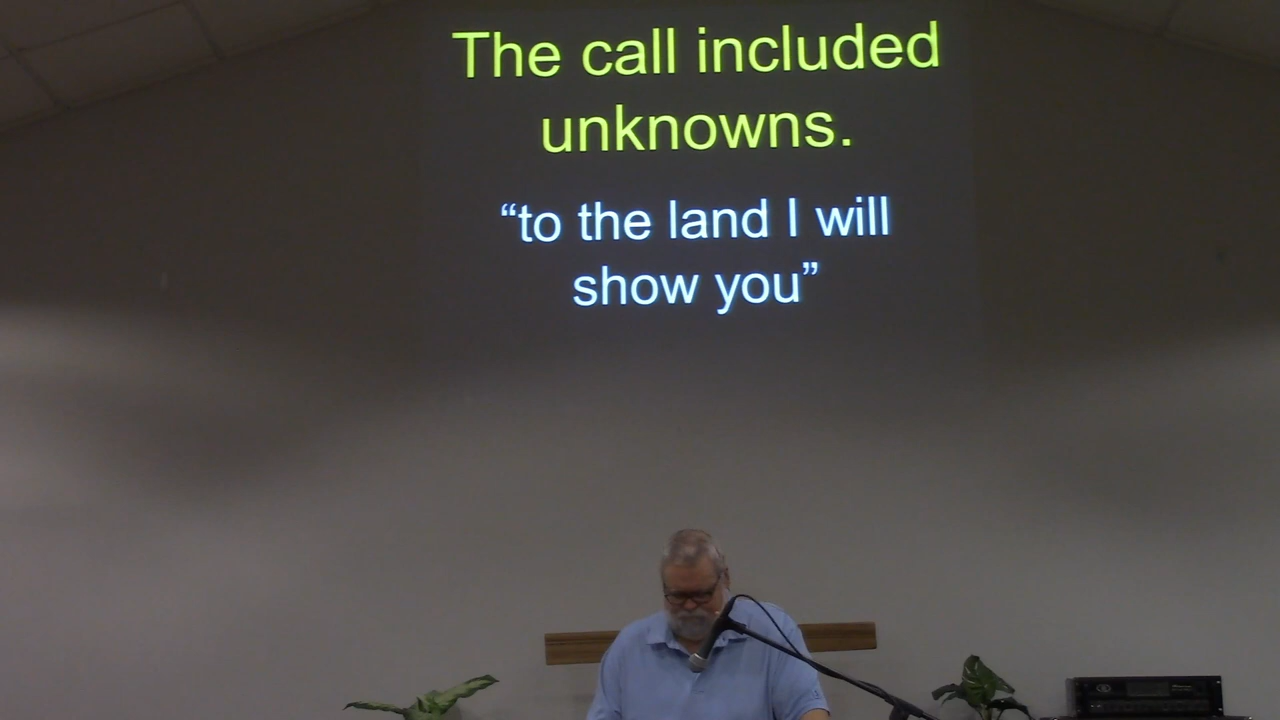 The call included
unknowns.
“to the land I will
show you”